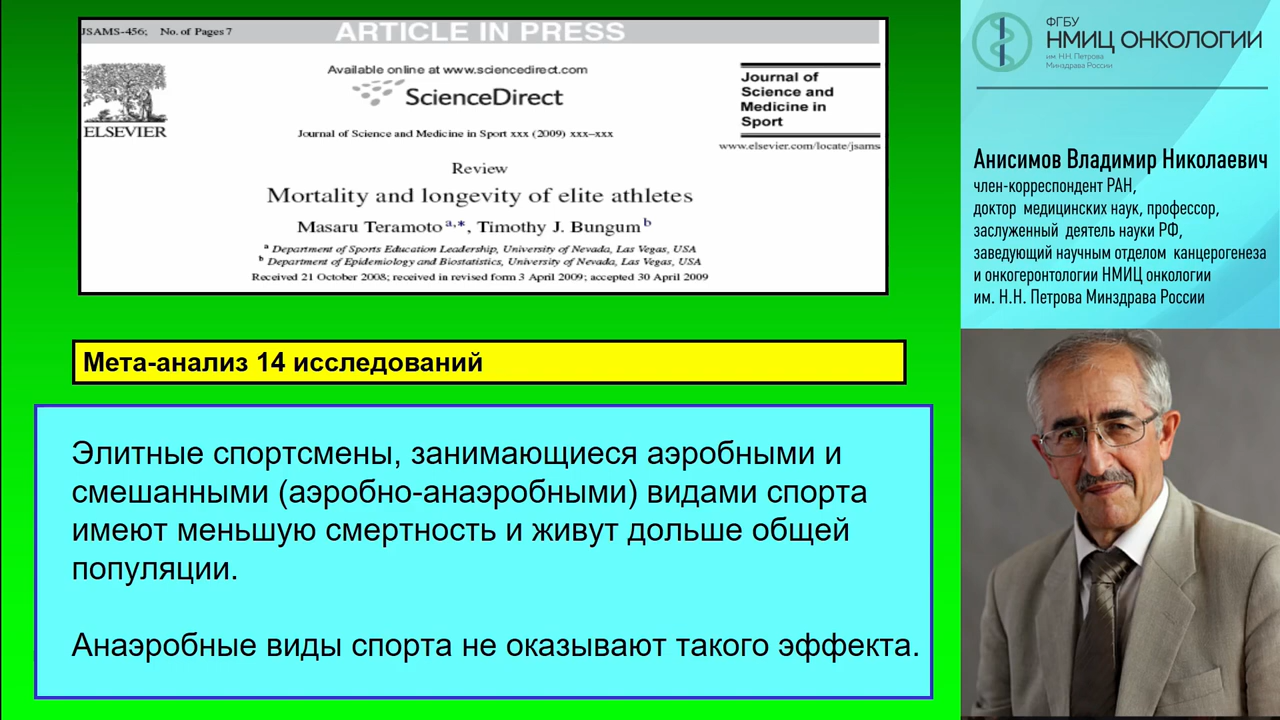 JSAMS-456; No. of Pages 7
ARTICLE IN PRESS
Available online at www.sciencedirect.com
ScienceDirect
ELSEVIER
Journal of Science and Medicine in Sport xxx (2009) xxx–xxx
Journal of
Science and
Medicine in
Sport
www.elsevier.com/locate/jsams
Review
Mortality and longevity of elite athletes
Masaru Teramoto a,*, Timothy J. Bungum b
a Department of Sports Education Leadership, University of Nevada, Las Vegas, USA
b Department of Epidemiology and Biostatistics, University of Nevada, Las Vegas, USA
Received 21 October 2008; received in revised form 3 April 2009; accepted 30 April 2009
Мета-анализ 14 исследований
Элитные спортсмены, занимающиеся аэробными и
смешанными (аэробно-анаэробными) видами спорта
имеют меньшую смертность и живут дольше общей
популяции.
Анаэробные виды спорта не оказывают такого эффекта.
ФГБУ
НМИЦ ОНКОЛОГИИ
им. Н.Н. Петрова
Минздрава России
Анисимов Владимир Николаевич
член-корреспондент РАН,
доктор медицинских наук, профессор,
заслуженный деятель науки РФ,
заведующий научным отделом канцерогенеза
и онкогеронтологии НМИЦ онкологии
им. Н.Н. Петрова Минздрава России